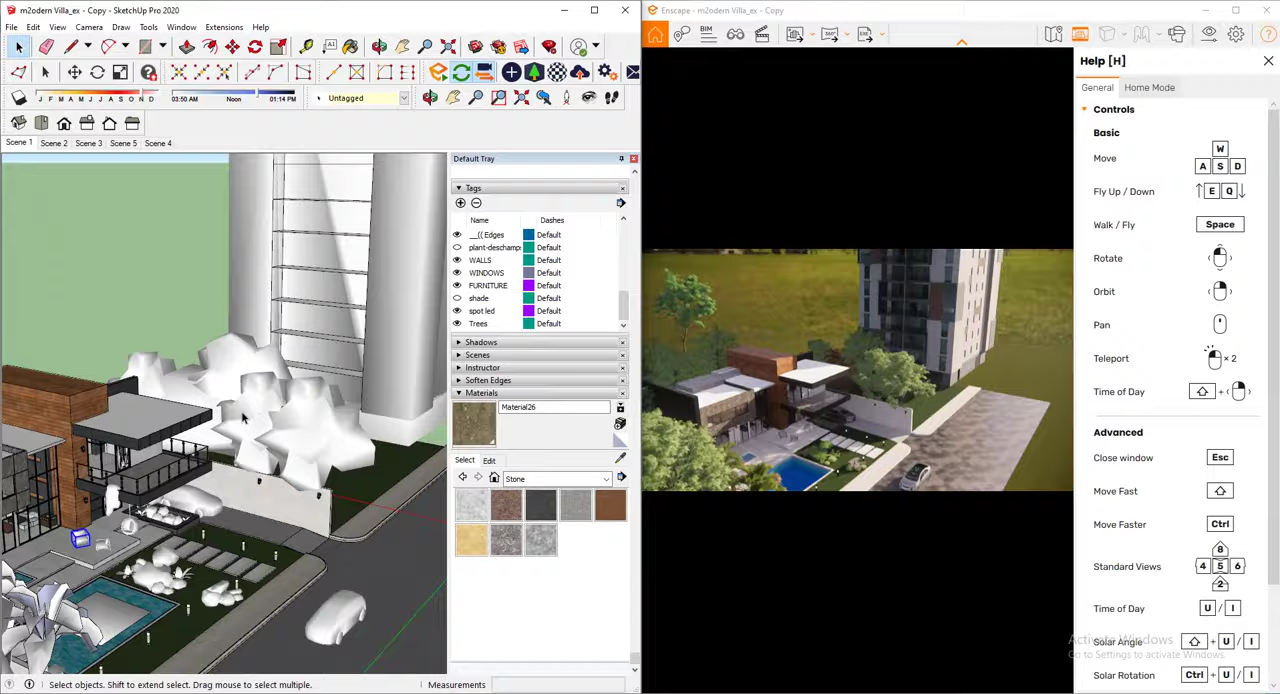 m2odern Villa_ex - Copy - SketchUp Pro 2020
File Edit View Camera Draw Tools Window Extensions Help
J F M A M J J A S O N D
03:50 AM Noon 01:14 PM
Untagged
Scene 1 Scene 2 Scene 3 Scene 5 Scene 4
Default Tray
Tags
Name Dashes
__((Edges Default
plant-deschamp Default
WALLS Default
WINDOWS Default
FURNITURE Default
shade Default
spot led Default
Trees Default
Shadows
Scenes
Instructor
Soften Edges
Materials
Material26
Select Edit
Stone
Select objects. Shift to extend select. Drag mouse to select multiple.
Measurements
Enscape - m2odern Villa_ex - Copy
BIM
Help [H]
General Home Mode
Controls
Basic
Move W A S D
Fly Up / Down E Q
Walk / Fly Space
Rotate
Orbit
Pan
Teleport × 2
Time of Day + ( )
Advanced
Close window Esc
Move Fast
Move Faster Ctrl
Standard Views 8 4 5 6 2
Time of Day U / I
Solar Angle + U / I
Solar Rotation Ctrl + U / I
Activate Windows
Go to Settings to activate Windows.